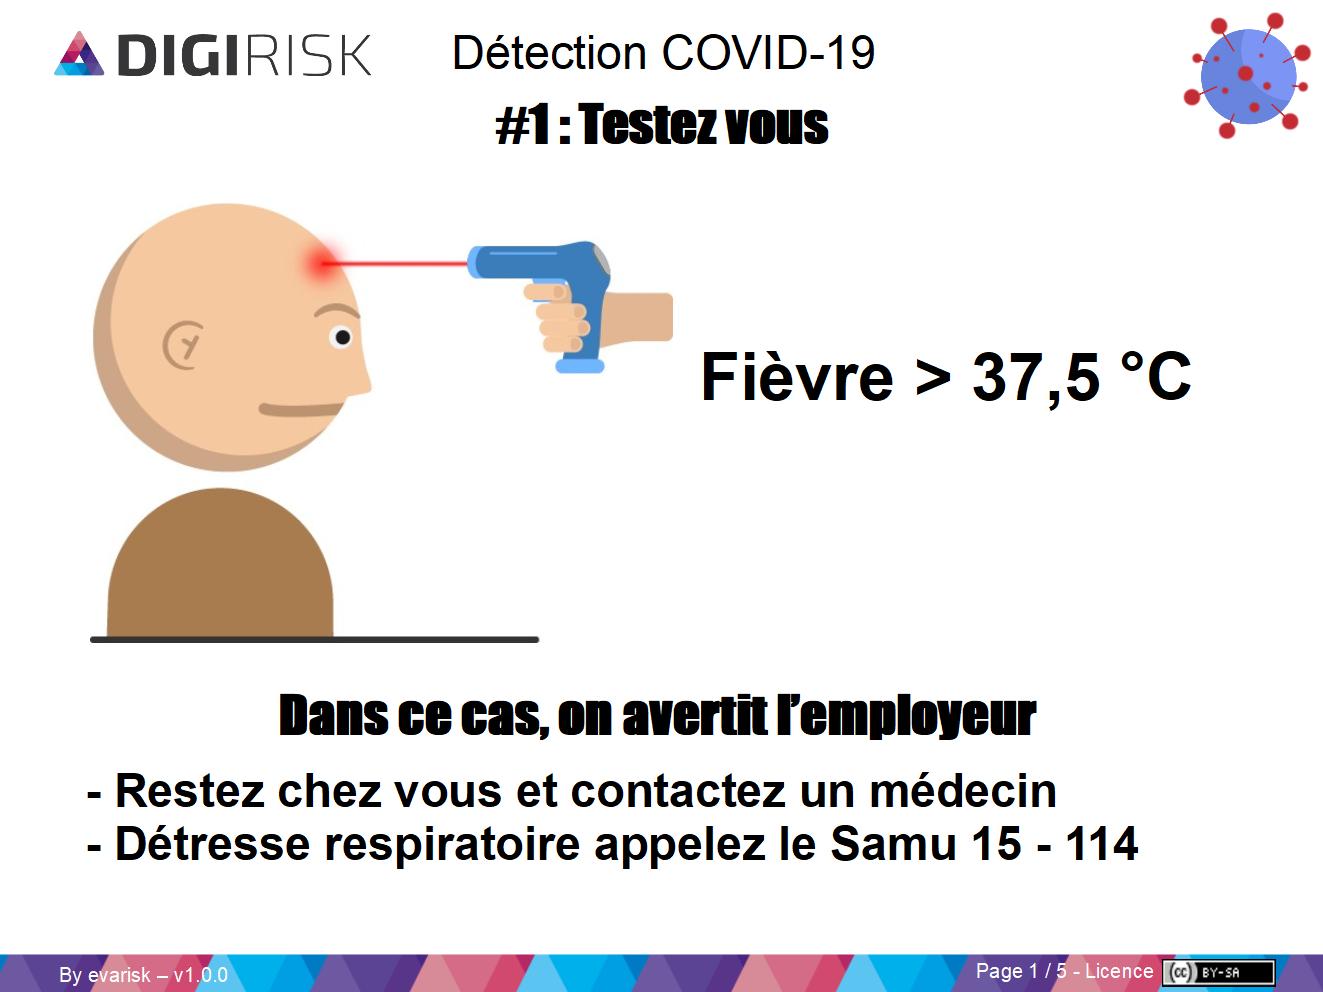 DIGIRISK
Détection COVID-19
#1 : Testez vous
Fièvre > 37,5 °C
Dans ce cas, on avertit l’employeur
- Restez chez vous et contactez un médecin
- Détresse respiratoire appelez le Samu 15 - 114
By evarisk – v1.0.0
Page 1 / 5 - Licence
cc BY-SA